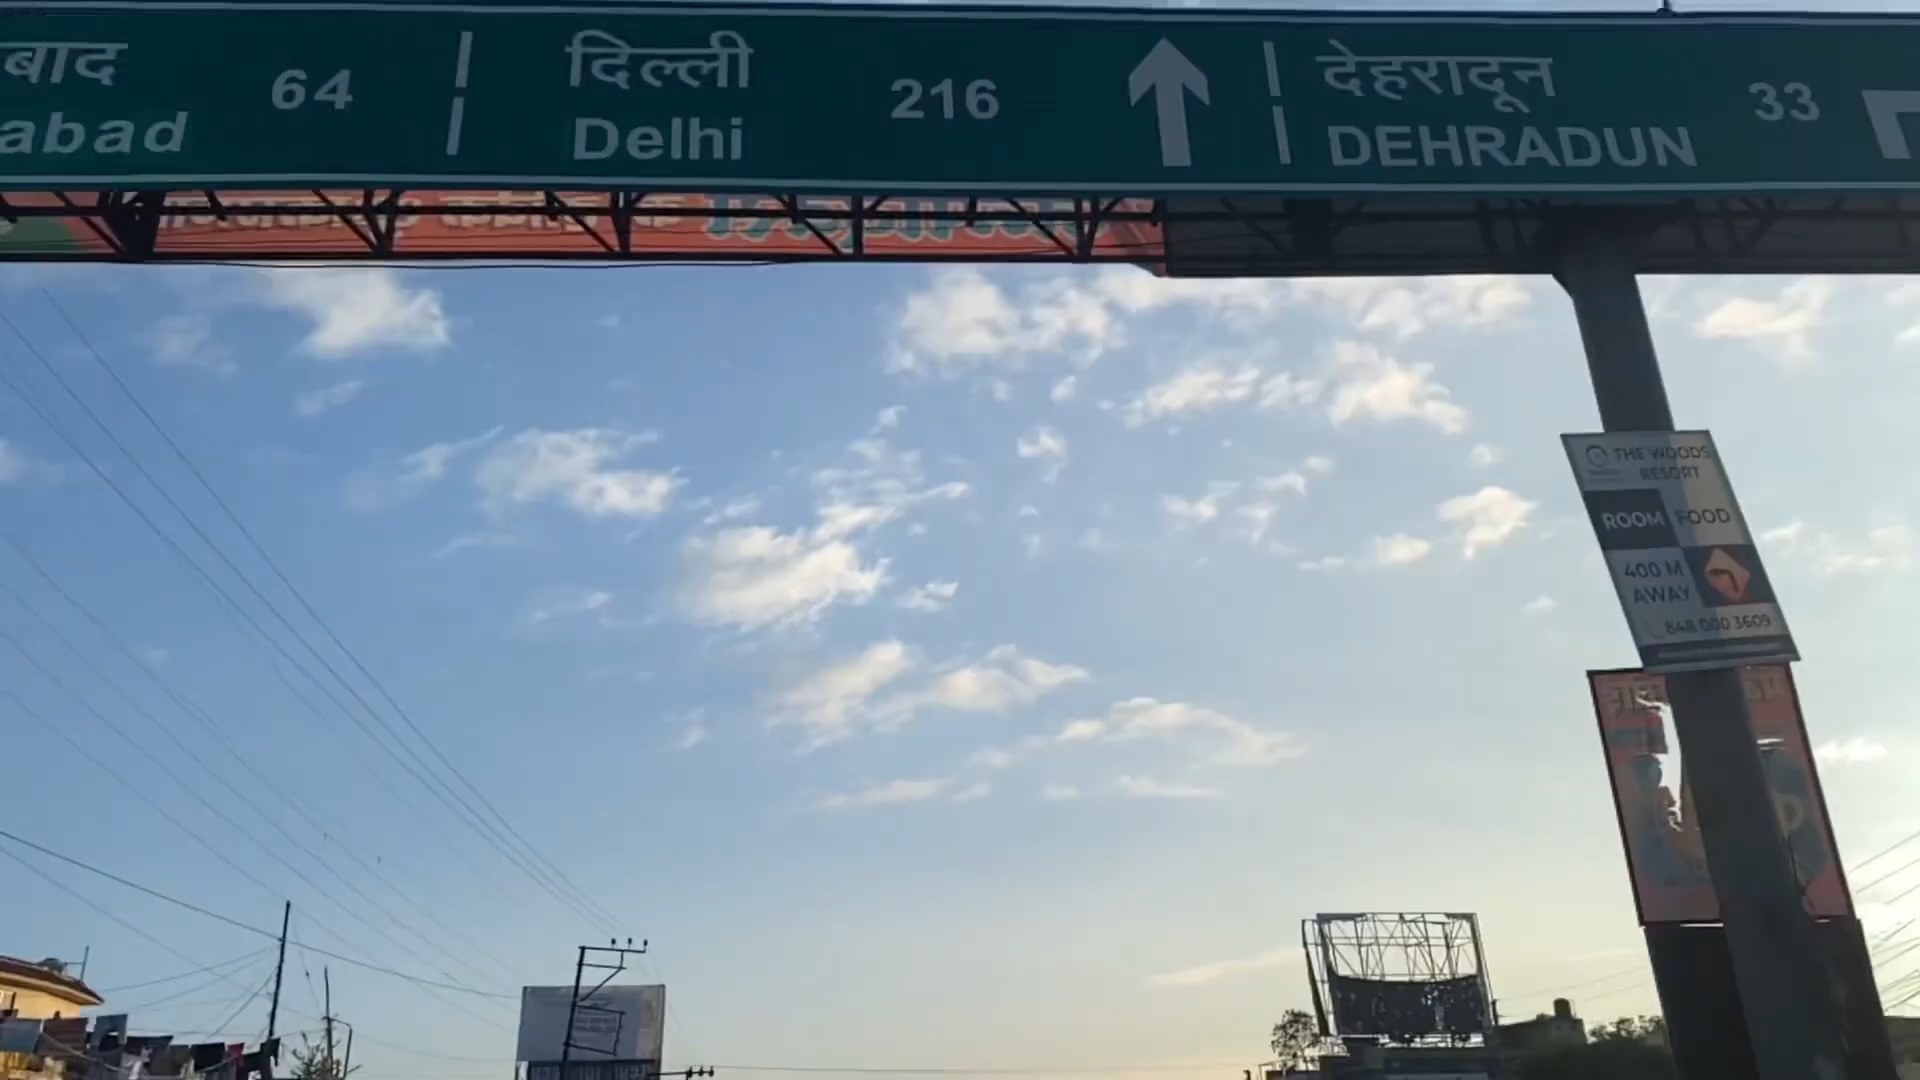 बाद
abad
64
दिल्ली
Delhi
216
देहरादून
DEHRADUN
33
THE WOODS
RESORT
ROOM FOOD
400 M
AWAY
848 000 3609